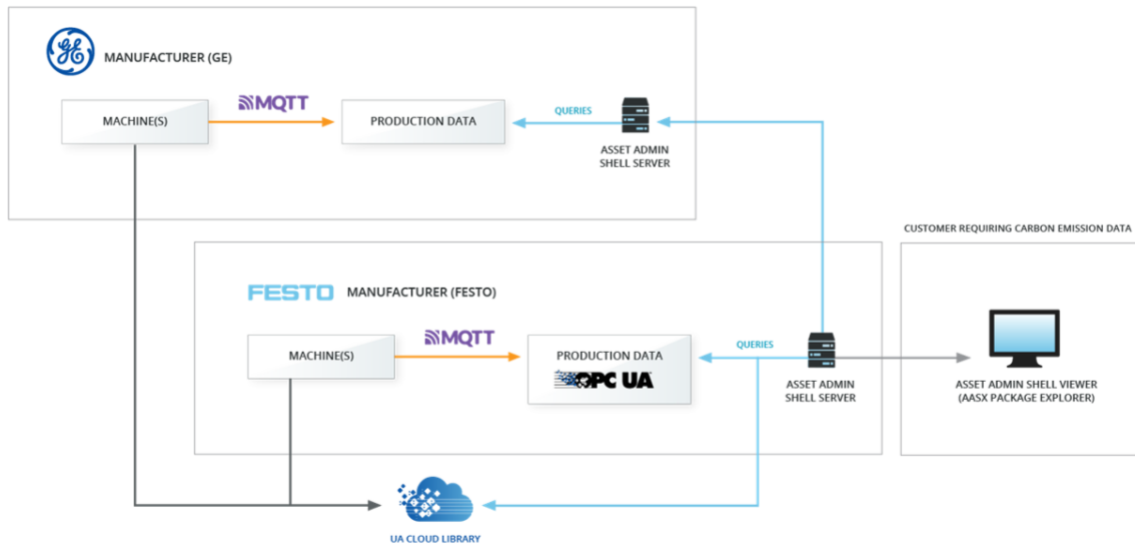 GE
MANUFACTURER (GE)
MACHINE(S)
MQTT
PRODUCTION DATA
QUERIES
ASSET ADMIN
SHELL SERVER
CUSTOMER REQUIRING CARBON EMISSION DATA
FESTO
MANUFACTURER (FESTO)
MACHINE(S)
MQTT
PRODUCTION DATA
OPC UA
QUERIES
ASSET ADMIN
SHELL SERVER
ASSET ADMIN SHELL VIEWER
(AASX PACKAGE EXPLORER)
UA CLOUD LIBRARY